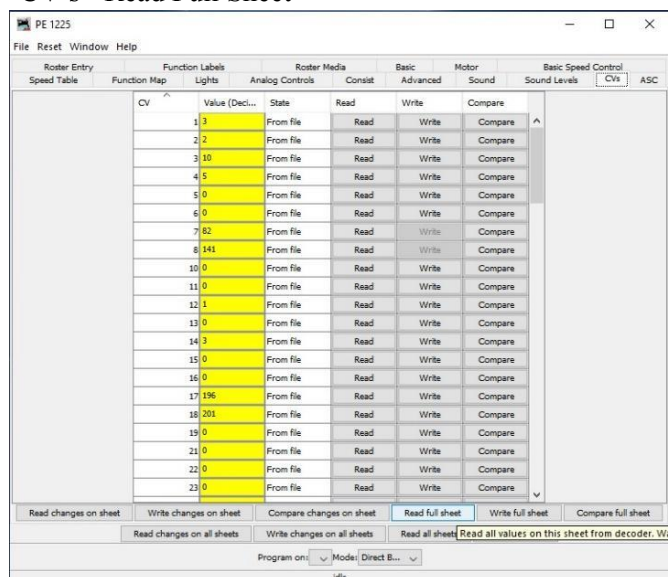 PE 1225
File Reset Window Help
Roster Entry Function Labels Roster Media Basic Motor Basic Speed Control
Speed Table Function Map Lights Analog Controls Consist Advanced Sound Sound Levels CVs ASC
CV Value (Deci... State Read Write Compare
1 3 From file Read Write Compare
2 2 From file Read Write Compare
3 10 From file Read Write Compare
4 5 From file Read Write Compare
5 0 From file Read Write Compare
6 0 From file Read Write Compare
7 82 From file Read Write Compare
8 141 From file Read Write Compare
10 0 From file Read Write Compare
11 0 From file Read Write Compare
12 1 From file Read Write Compare
13 0 From file Read Write Compare
14 3 From file Read Write Compare
15 0 From file Read Write Compare
16 0 From file Read Write Compare
17 196 From file Read Write Compare
18 201 From file Read Write Compare
19 0 From file Read Write Compare
21 0 From file Read Write Compare
22 0 From file Read Write Compare
23 0 From file Read Write Compare
Read changes on sheet Write changes on sheet Compare changes on sheet Read full sheet Write full sheet Compare full sheet
Read changes on all sheets Write changes on all sheets Read all sheets Read all values on this sheet from decoder. Wa
Program on: Mode: Direct B...